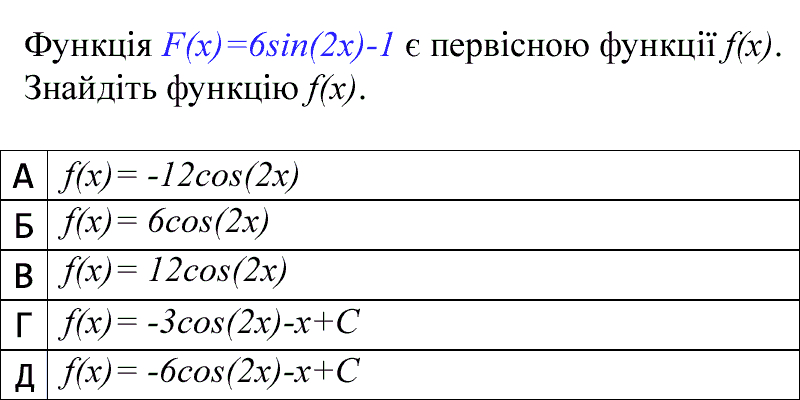 Функція F(x)=6sin(2x)-1 є первісною функції f(x).
Знайдіть функцію f(x).
А f(x)= -12cos(2x)
Б f(x)= 6cos(2x)
В f(x)= 12cos(2x)
Г f(x)= -3cos(2x)-x+C
Д f(x)= -6cos(2x)-x+C